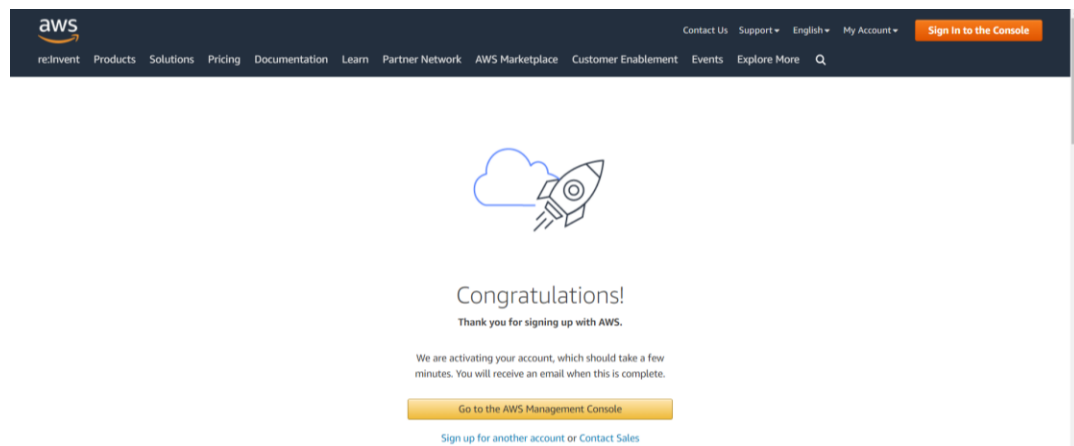 aws
Contact Us Support English My Account Sign In to the Console
re:Invent Products Solutions Pricing Documentation Learn Partner Network AWS Marketplace Customer Enablement Events Explore More
Congratulations!
Thank you for signing up with AWS.
We are activating your account, which should take a few
minutes. You will receive an email when this is complete.
Go to the AWS Management Console
Sign up for another account or Contact Sales